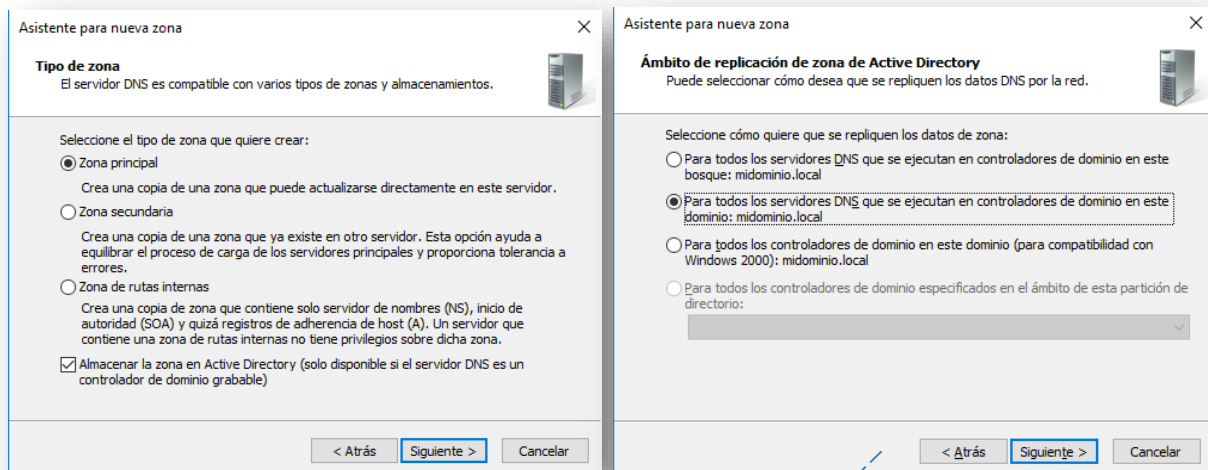 Asistente para nueva zona
Tipo de zona
El servidor DNS es compatible con varios tipos de zonas y almacenamientos.
Seleccione el tipo de zona que quiere crear:
Zona principal
Crea una copia de una zona que puede actualizarse directamente en este servidor.
Zona secundaria
Crea una copia de una zona que ya existe en otro servidor. Esta opción ayuda a
equilibrar el proceso de carga de los servidores principales y proporciona tolerancia a
errores.
Zona de rutas internas
Crea una copia de zona que contiene solo servidor de nombres (NS), inicio de
autoridad (SOA) y quizá registros de adherencia de host (A). Un servidor que
contiene una zona de rutas internas no tiene privilegios sobre dicha zona.
Almacenar la zona en Active Directory (solo disponible si el servidor DNS es un
controlador de dominio grabable)
< Atrás Siguiente > Cancelar
Asistente para nueva zona
Ámbito de replicación de zona de Active Directory
Puede seleccionar cómo desea que se repliquen los datos DNS por la red.
Seleccione cómo quiere que se repliquen los datos de zona:
Para todos los servidores DNS que se ejecutan en controladores de dominio en este
bosque: midominio.local
Para todos los servidores DNS que se ejecutan en controladores de dominio en este
dominio: midominio.local
Para todos los controladores de dominio en este dominio (para compatibilidad con
Windows 2000): midominio.local
Para todos los controladores de dominio especificados en el ámbito de esta partición de
directorio:
< Atrás Siguiente > Cancelar